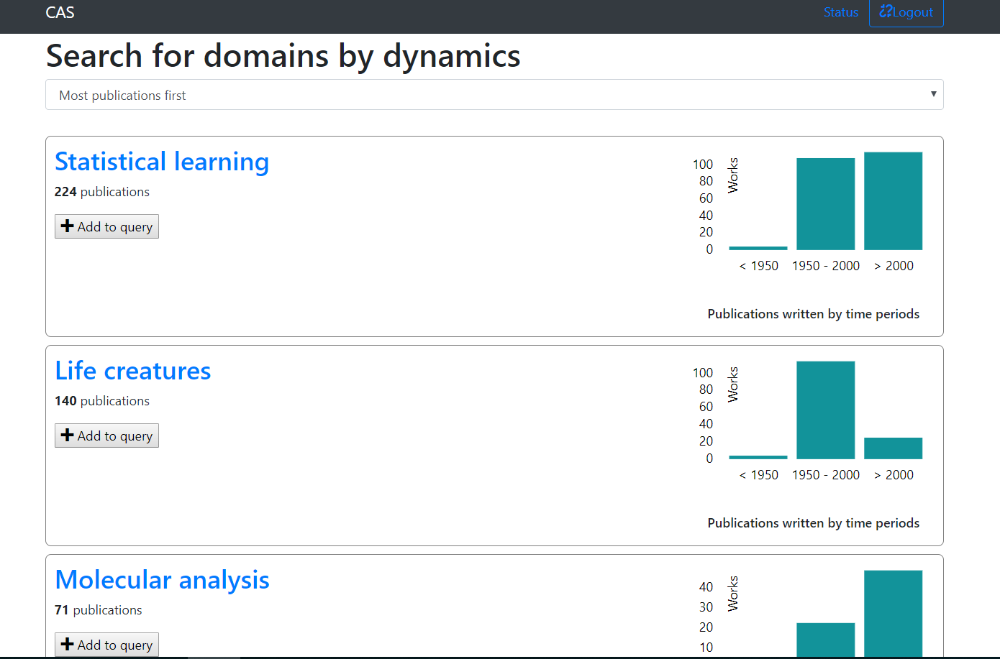 CAS
Status
Logout
Search for domains by dynamics
Most publications first
Statistical learning
224 publications
Add to query
100
80
60
40
20
0
Works
< 1950
1950 - 2000
> 2000
Publications written by time periods
Life creatures
140 publications
Add to query
100
80
60
40
20
0
Works
< 1950
1950 - 2000
> 2000
Publications written by time periods
Molecular analysis
71 publications
Add to query
40
30
20
10
Works